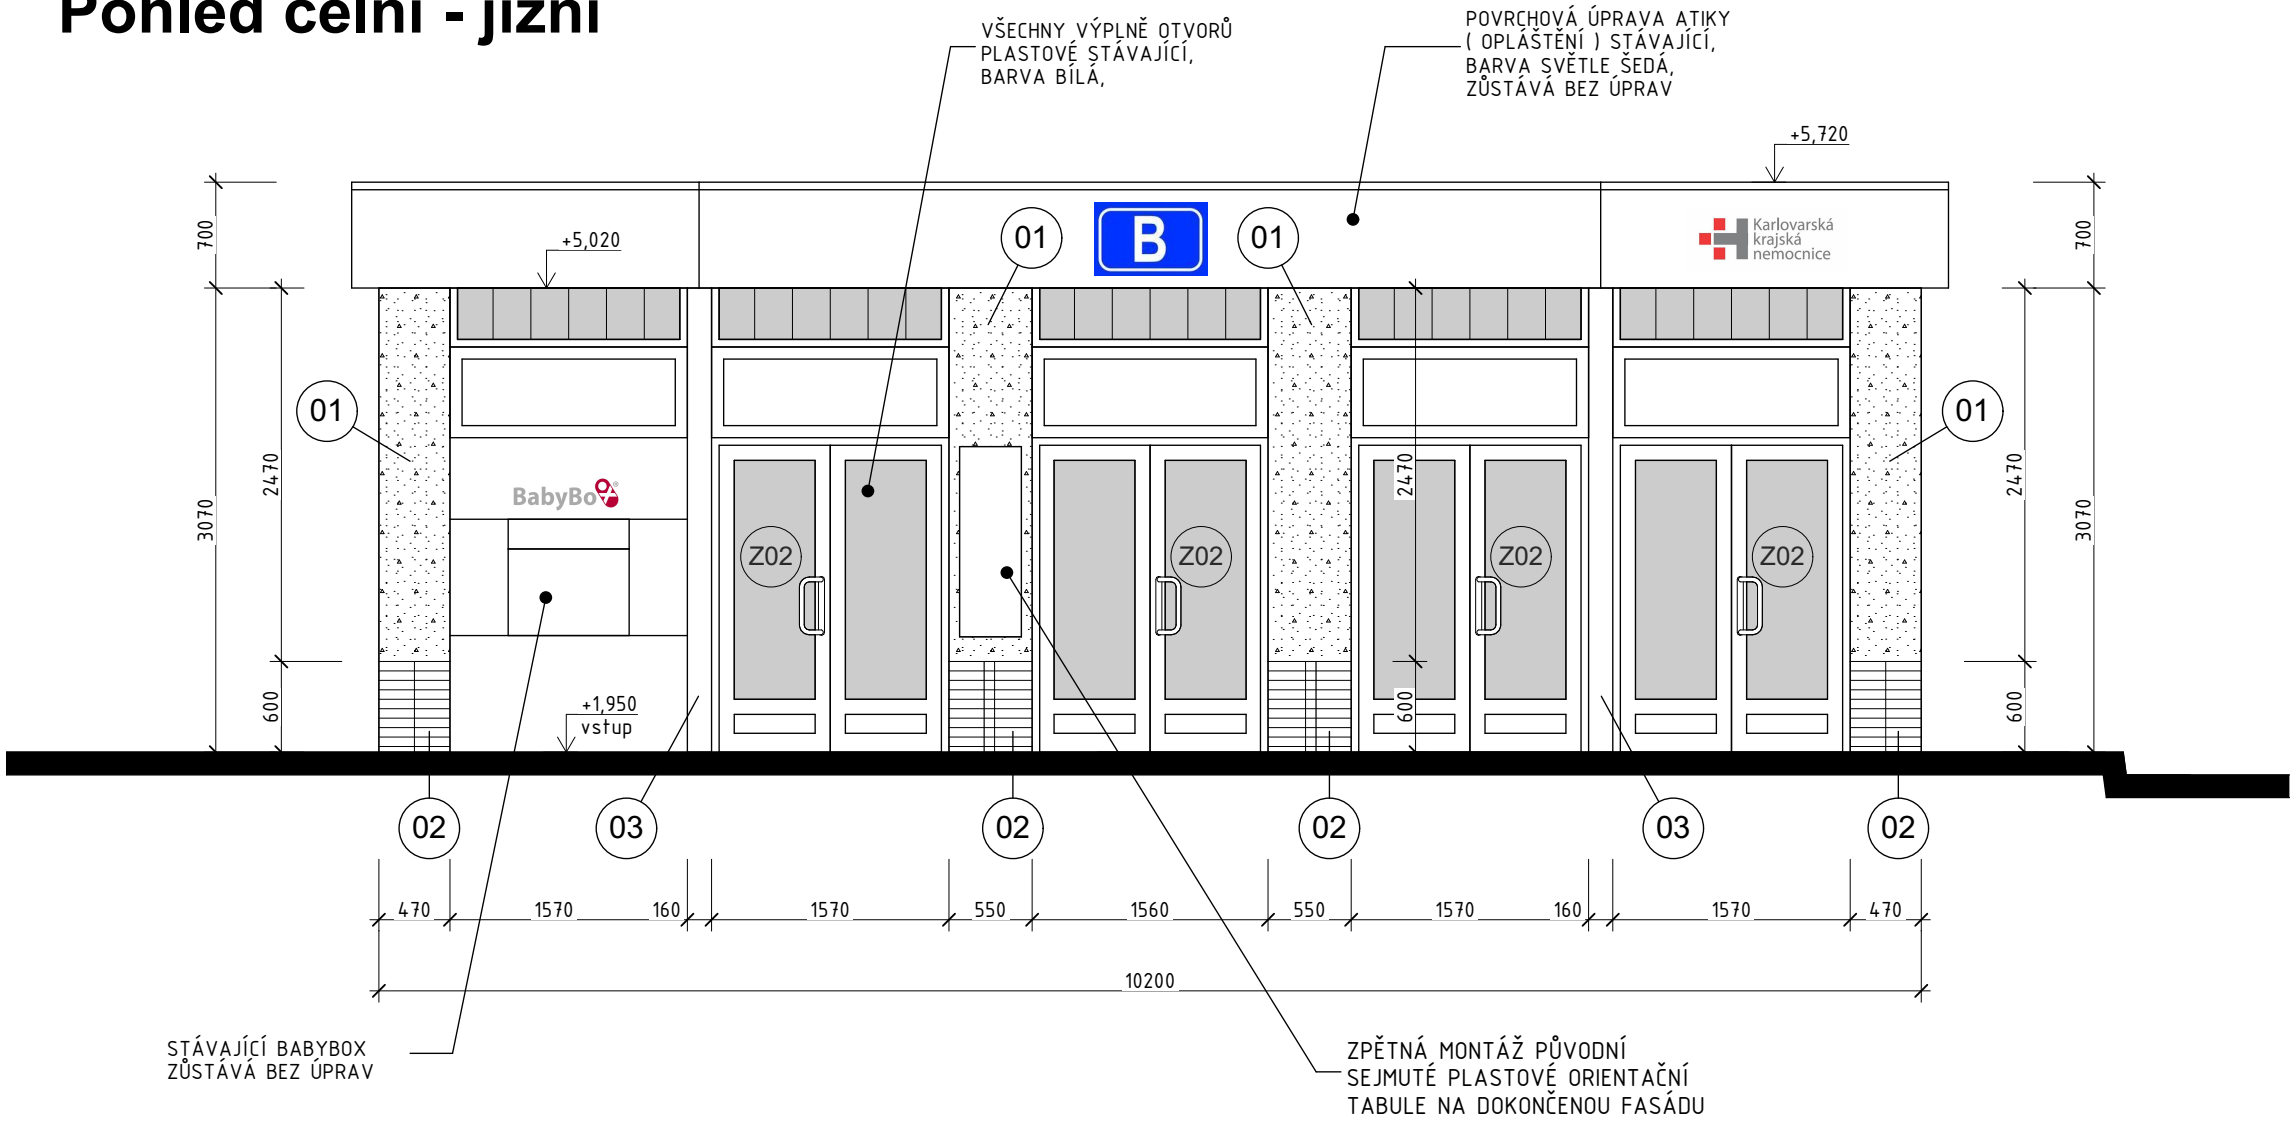 Pohled čelní - jižní
VŠECHNY VÝPLNĚ OTVORŮ
PLASTOVÉ STÁVAJÍCÍ,
BARVA BÍLÁ,
POVRCHOVÁ ÚPRAVA ATIKY
( OPLÁŠTĚNÍ ) STÁVAJÍCÍ,
BARVA SVĚTLE ŠEDÁ,
ZŮSTÁVÁ BEZ ÚPRAV
+5,720
+5,020
700
01
B
01
Karlovarská
krajská
nemocnice
700
01
01
3070
2470
2470
2470
3070
BabyBox
Z02
Z02
Z02
Z02
600
+1,950
vstup
600
600
02
03
02
02
03
02
470
1570
160
1570
550
1560
550
1570
160
1570
470
10200
STÁVAJÍCÍ BABYBOX
ZŮSTÁVÁ BEZ ÚPRAV
ZPĚTNÁ MONTÁŽ PŮVODNÍ
SEJMUTÉ PLASTOVÉ ORIENTAČNÍ
TABULE NA DOKONČENOU FASÁDU